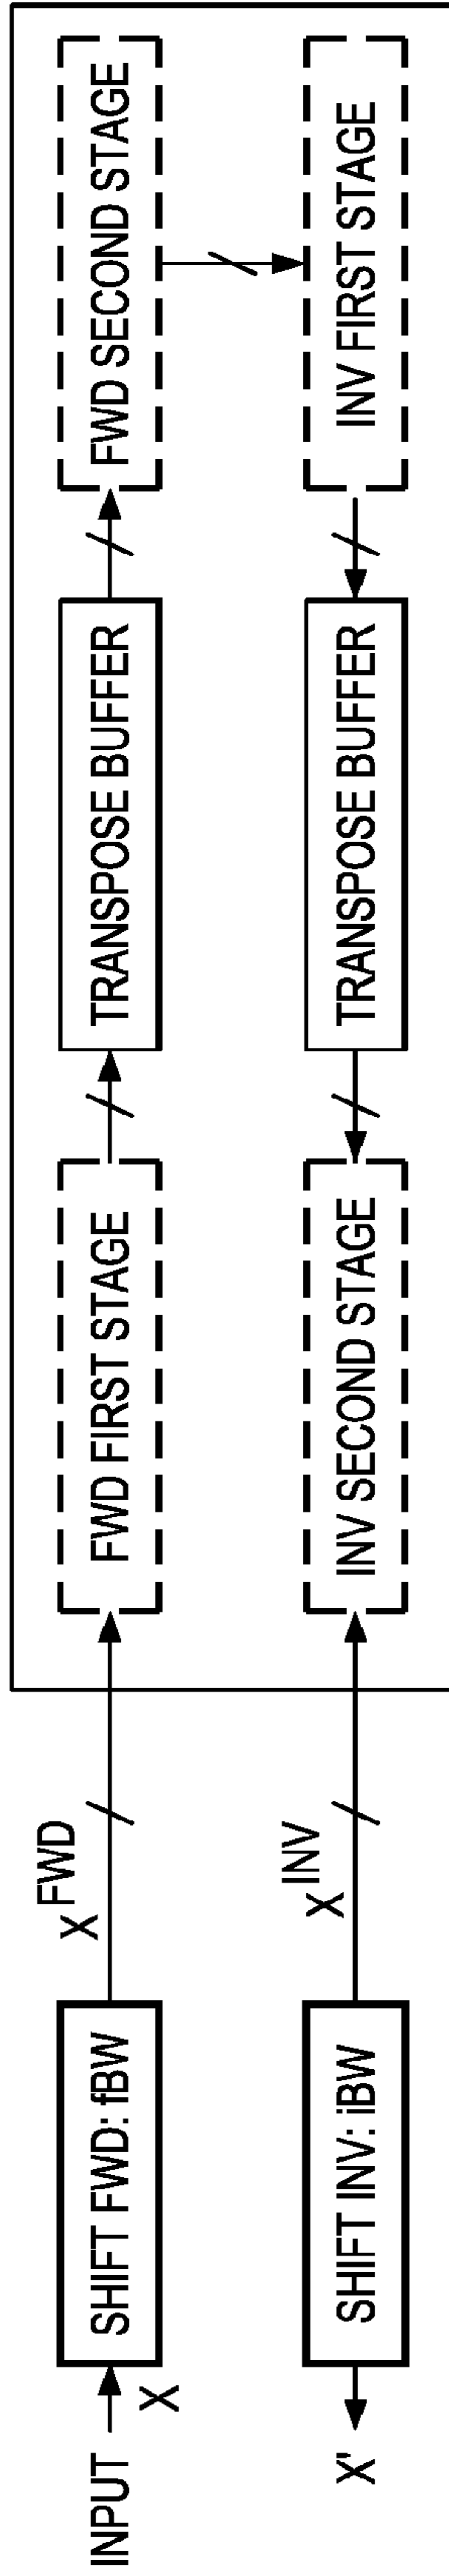 INPUT
X
SHIFT FWD: fBW
X FWD
FWD FIRST STAGE
TRANSPOSE BUFFER
FWD SECOND STAGE
X'
SHIFT INV: iBW
X INV
INV SECOND STAGE
TRANSPOSE BUFFER
INV FIRST STAGE